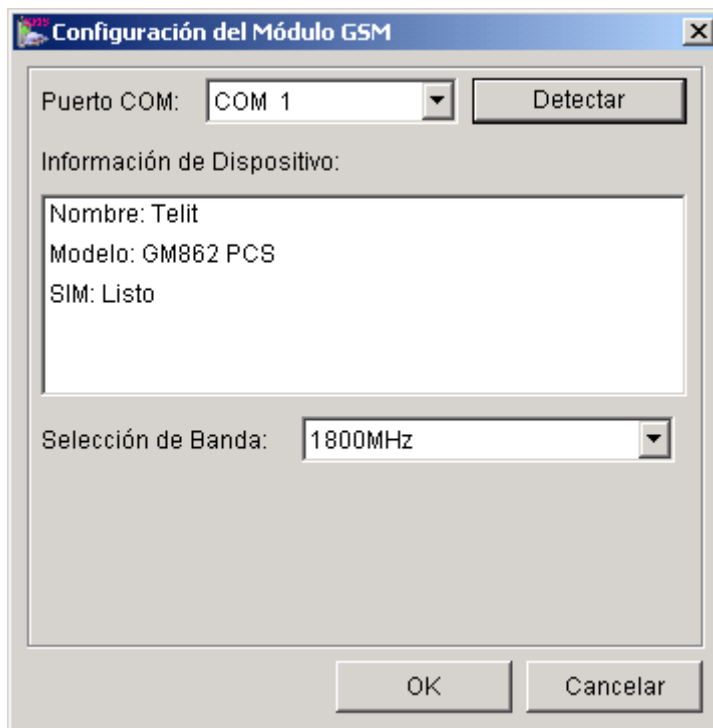 Configuración del Módulo GSM
Puerto COM: COM 1 Detectar
Información de Dispositivo:
Nombre: Telit
Modelo: GM862 PCS
SIM: Listo
Selección de Banda: 1800MHz
OK Cancelar